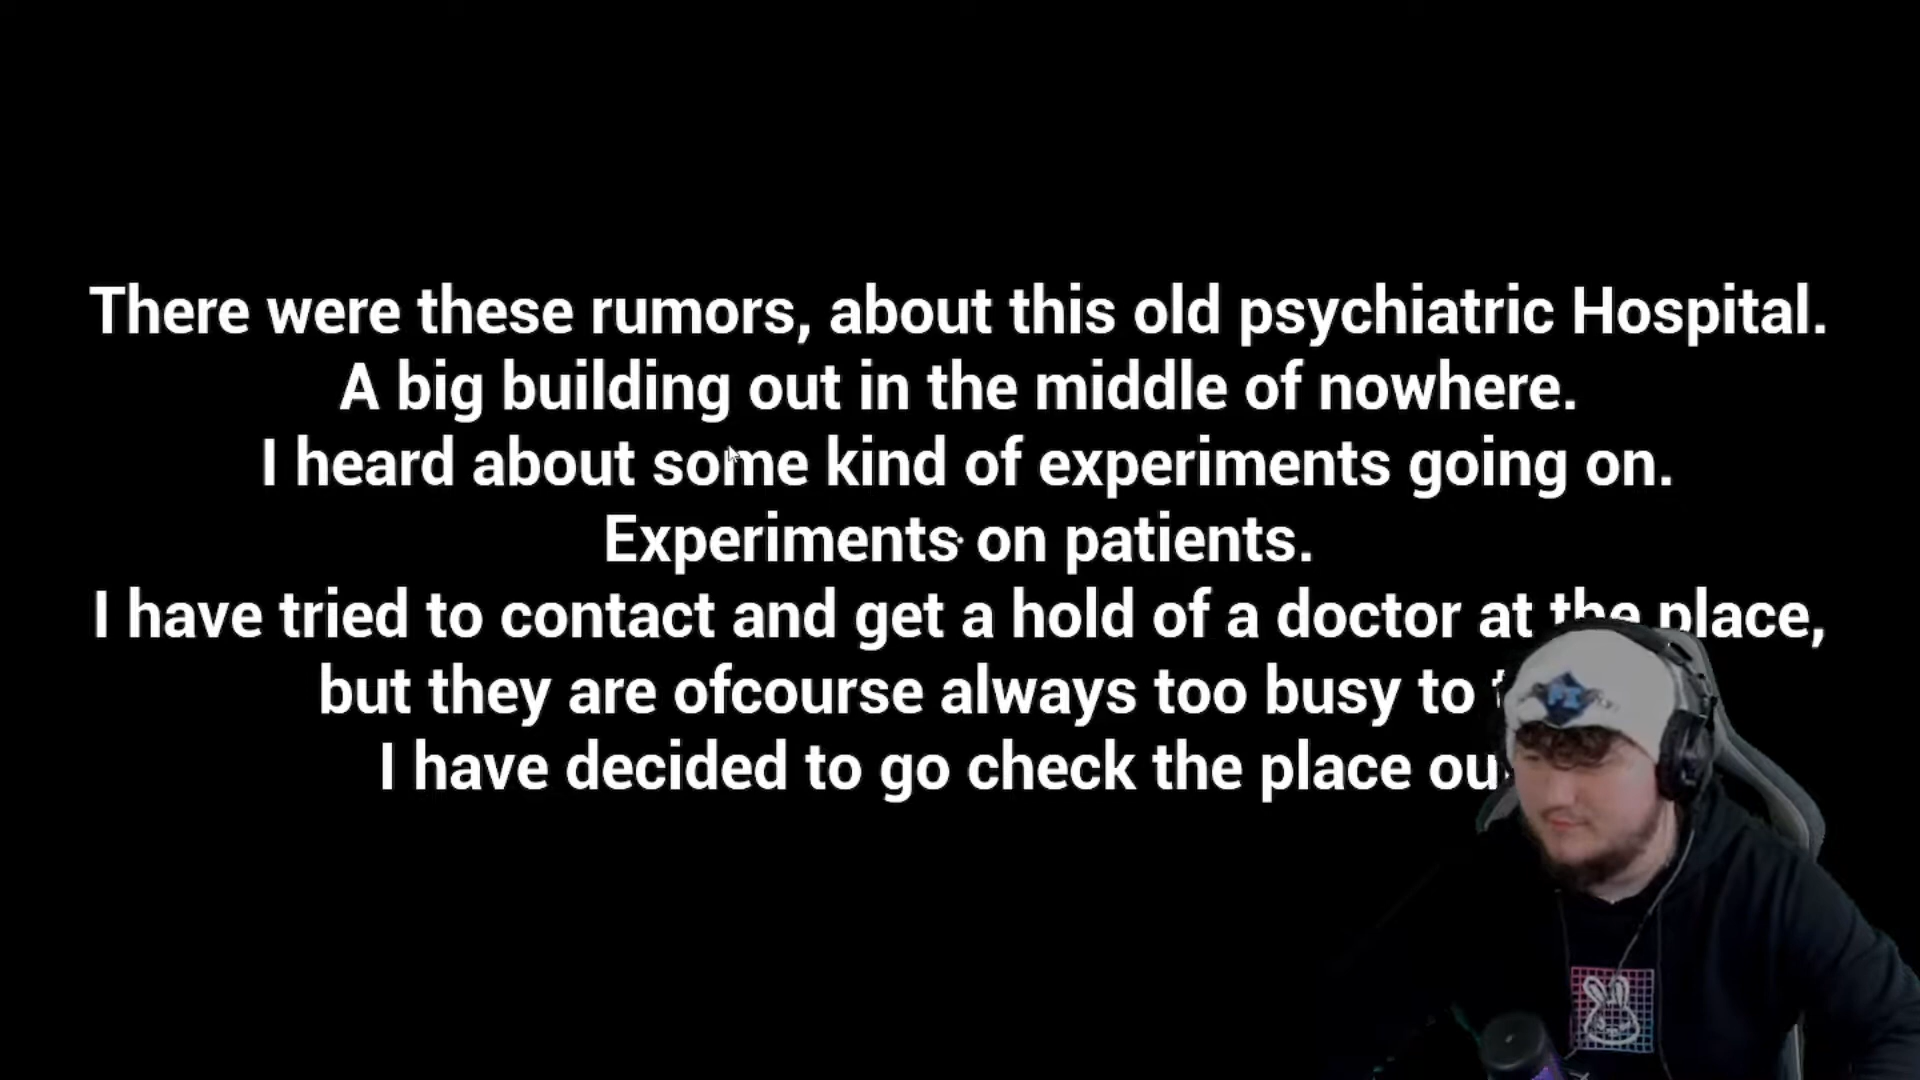 There were these rumors, about this old psychiatric Hospital.
A big building out in the middle of nowhere.
I heard about some kind of experiments going on.
Experiments on patients.
I have tried to contact and get a hold of a doctor at the place,
but they are ofcourse always too busy to
I have decided to go check the place